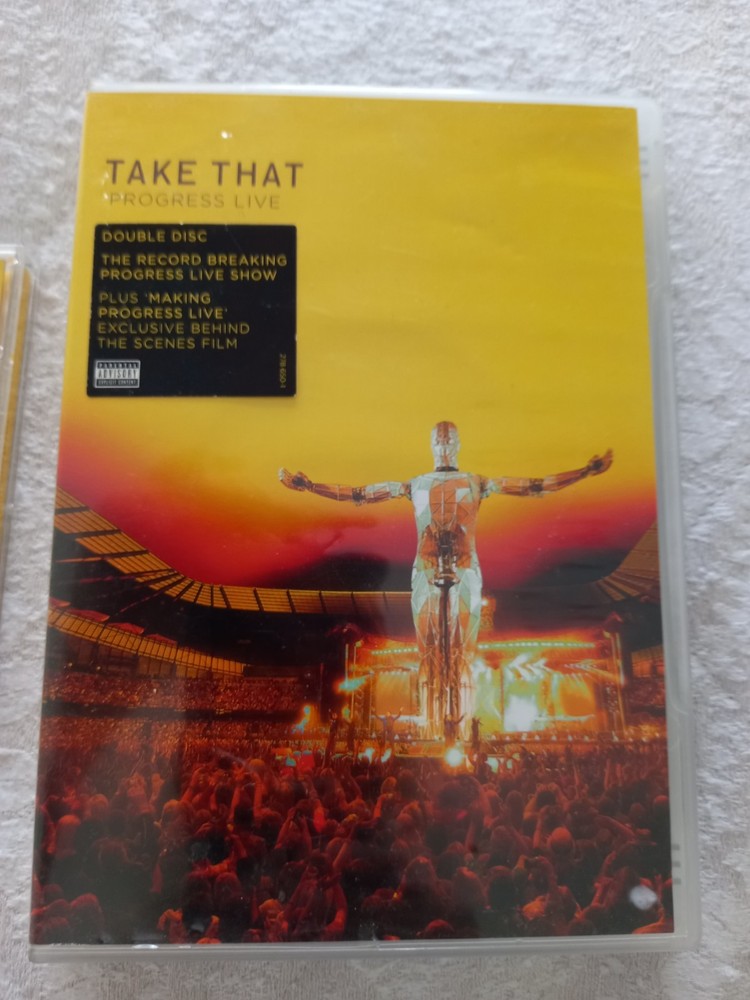 TAKE THAT
PROGRESS LIVE
DOUBLE DISC
THE RECORD BREAKING
PROGRESS LIVE SHOW
PLUS 'MAKING
PROGRESS LIVE'
EXCLUSIVE BEHIND
THE SCENES FILM
PARENTAL
ADVISORY
EXPLICIT CONTENT